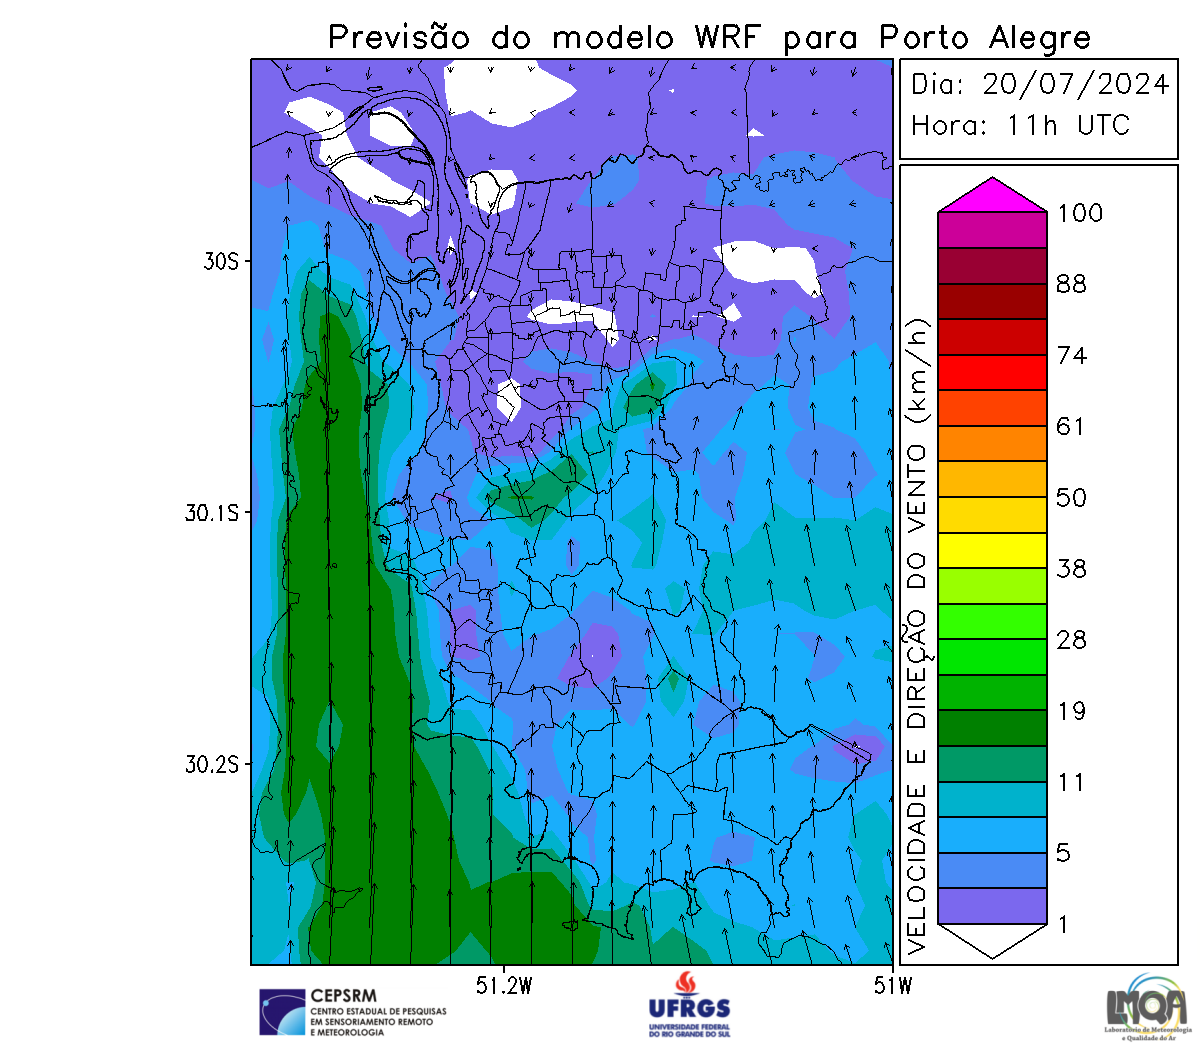 Previsão do modelo WRF para Porto Alegre
Dia: 20/07/2024
Hora: 11h UTC
100
88
74
61
50
38
28
19
11
5
1
VELOCIDADE E DIREÇÃO DO VENTO (km/h)
30S
30.1S
30.2S
51.2W
51W
CEPSRM
CENTRO ESTADUAL DE PESQUISAS
EM SENSORIAMENTO REMOTO
E METEOROLOGIA
UFRGS
UNIVERSIDADE FEDERAL
DO RIO GRANDE DO SUL
LMQA
Laboratório de Meteorologia
e Qualidade do Ar